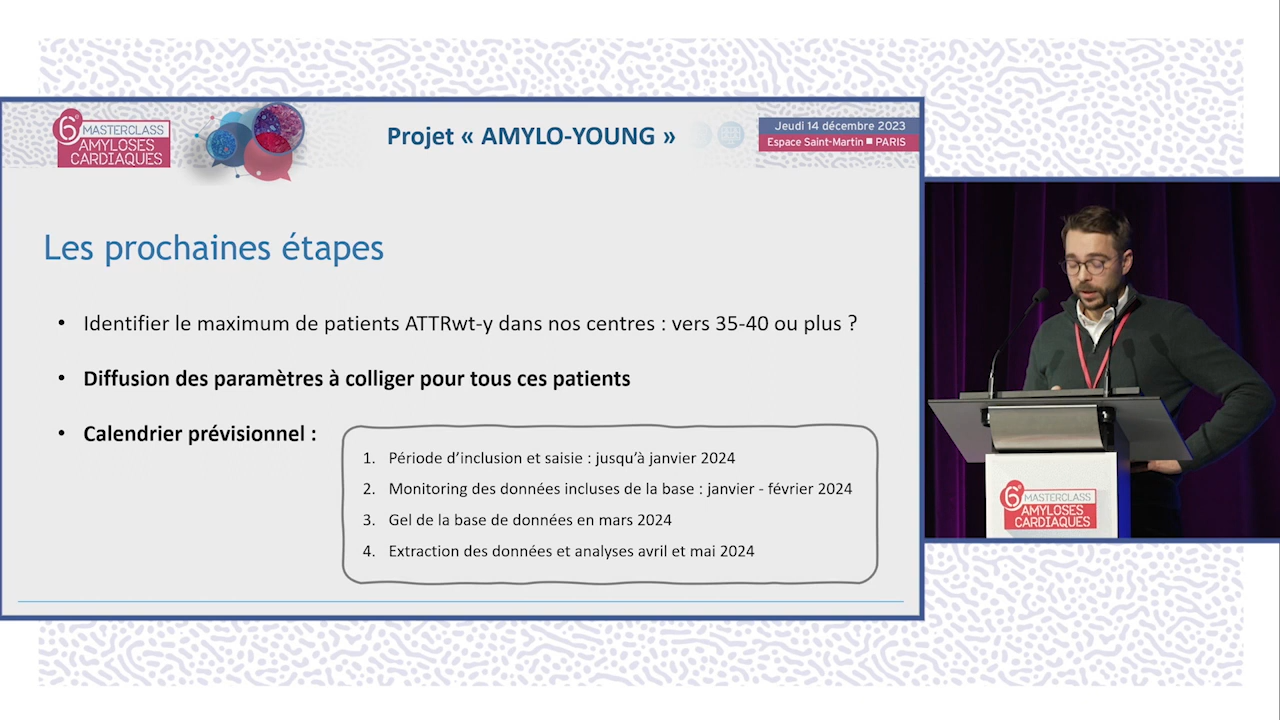 6e
MASTERCLASS
AMYLOSES
CARDIAQUES
Projet « AMYLO-YOUNG »
Jeudi 14 décembre 2023
Espace Saint-Martin ■ PARIS
Les prochaines étapes
• Identifier le maximum de patients ATTRwt-y dans nos centres : vers 35-40 ou plus ?
• Diffusion des paramètres à colliger pour tous ces patients
• Calendrier prévisionnel :
1. Période d’inclusion et saisie : jusqu’à janvier 2024
2. Monitoring des données incluses de la base : janvier - février 2024
3. Gel de la base de données en mars 2024
4. Extraction des données et analyses avril et mai 2024
6e
MASTERCLASS
AMYLOSES
CARDIAQUES